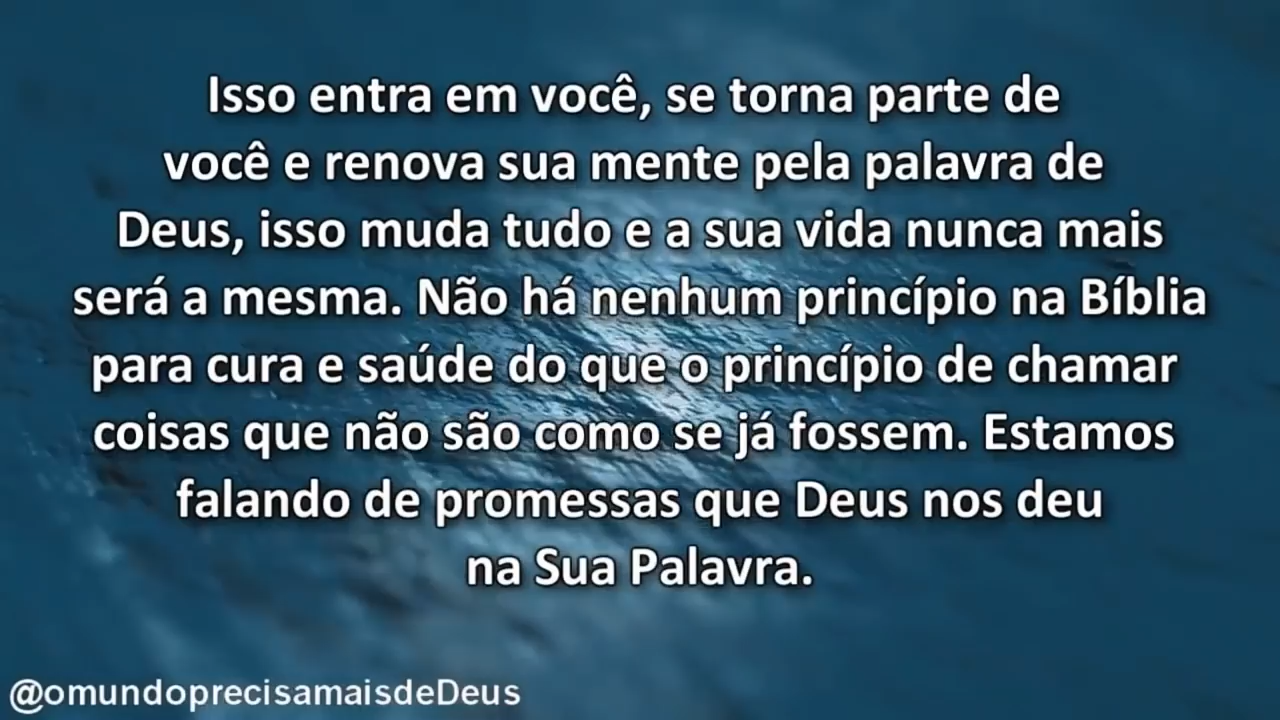 Isso entra em você, se torna parte de
você e renova sua mente pela palavra de
Deus, isso muda tudo e a sua vida nunca mais
será a mesma. Não há nenhum princípio na Bíblia
para cura e saúde do que o princípio de chamar
coisas que não são como se já fossem. Estamos
falando de promessas que Deus nos deu
na Sua Palavra.
@omundoprecisamaisdeDeus